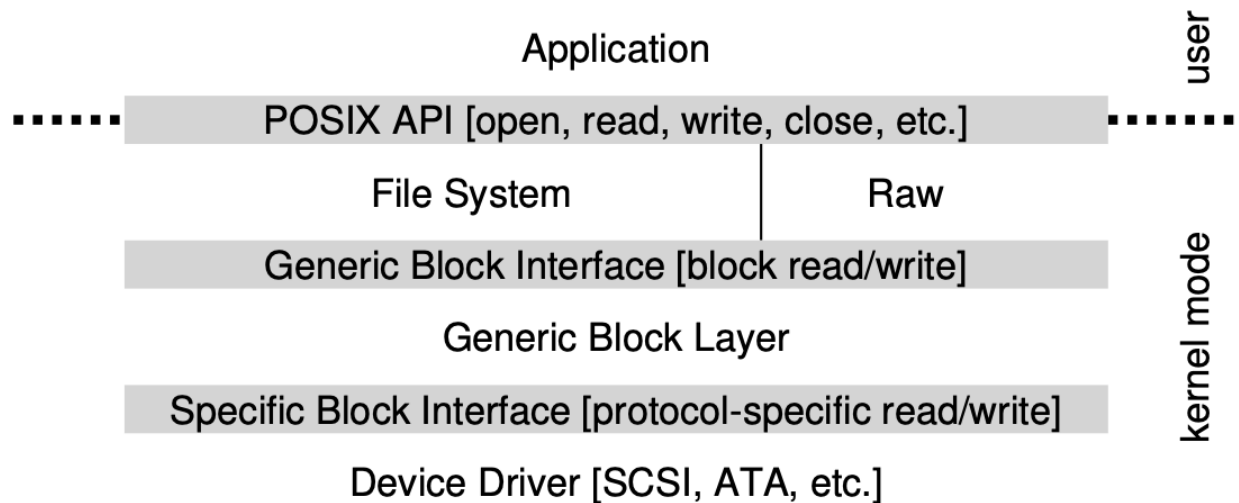 Application
user
POSIX API [open, read, write, close, etc.]
File System
Raw
Generic Block Interface [block read/write]
Generic Block Layer
kernel mode
Specific Block Interface [protocol-specific read/write]
Device Driver [SCSI, ATA, etc.]